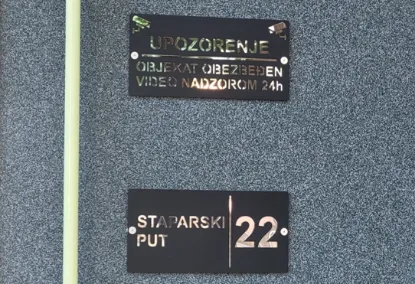 UPOZORENJE
OBJEKAT OBEZBEĐEN
VIDEO NADZOROM 24h
STAPARSKI
PUT
22